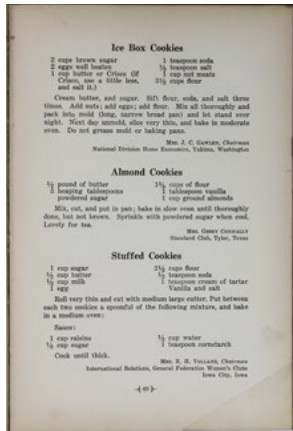 Ice Box Cookies
2 cups brown sugar
2 eggs well beaten
1 cup butter or Crisco (if
Crisco, use a little less,
and salt it.)
1 teaspoon soda
½ teaspoon salt
1 cup nut meats
3½ cups flour
Cream butter, and sugar. Sift flour, soda, and salt three
times. Add nuts; add eggs; add flour. Mix all thoroughly and
pack into mold (long, narrow bread pan) and let stand over
night. Next day unmold, slice very thin, and bake in moderate
oven. Do not grease mold or baking pans.
Mrs. J. C. Gawler, Chairman
National Division Home Economics, Yakima, Washington
Almond Cookies
½ pound of butter
2 heaping tablespoons
powdered sugar
1¾ cups of flour
1 tablespoon vanilla
1 cup ground almonds
Mix, cut, and put in pan; bake in slow oven until thoroughly
done, but not brown. Sprinkle with powdered sugar when cool.
Lovely for tea.
Mrs. Connally
Standard Club, Tyler, Texas
Stuffed Cookies
1 cup sugar
½ cup butter
½ cup milk
1 egg
3½ cups flour
½ teaspoon soda
1 teaspoon cream of tartar
Vanilla and salt
Roll very thin and cut with medium large cutter. Put between
each two cookies a spoonful of the following mixture, and bake
in a medium oven:
Sauce:
1 cup raisins
½ cup sugar
½ cup water
1 teaspoon cornstarch
Cook until thick.
Mrs. E. H. Volland, Chairman
International Relations, General Federation Women's Clubs
Iowa City, Iowa